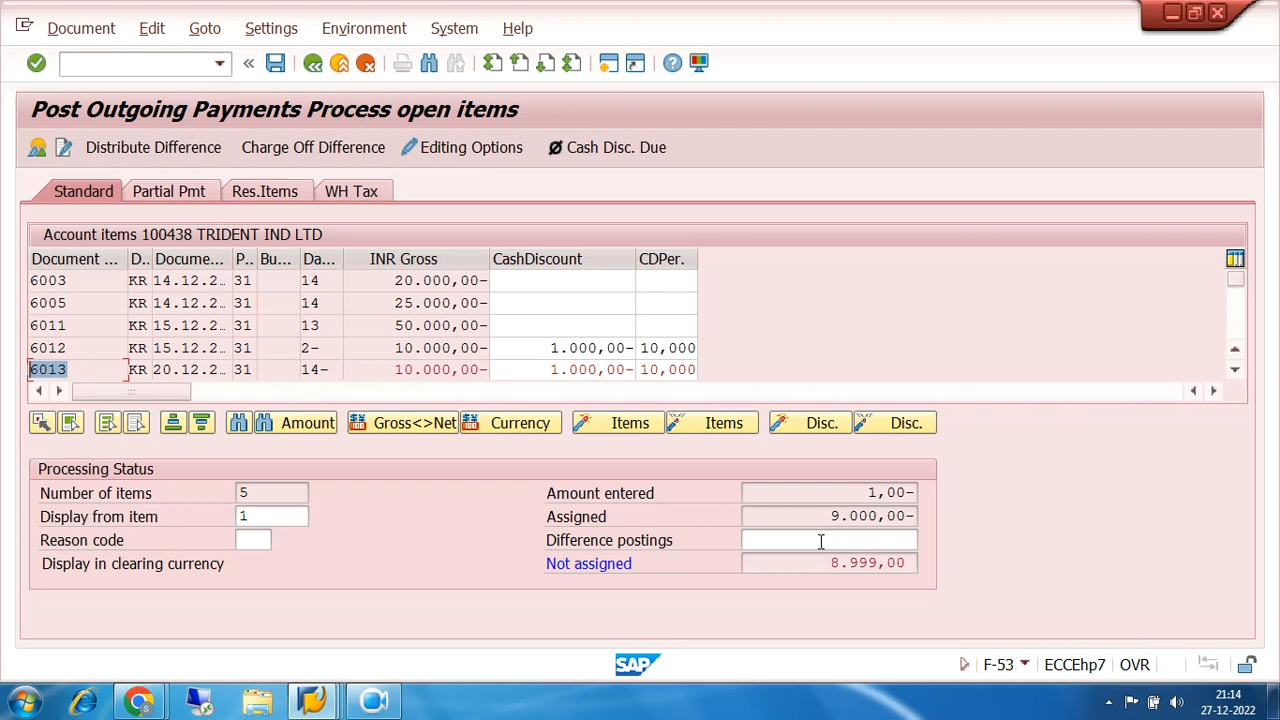 Document Edit Goto Settings Environment System Help
Post Outgoing Payments Process open items
Distribute Difference Charge Off Difference Editing Options Cash Disc. Due
Standard Partial Pmt Res.Items WH Tax
Account items 100438 TRIDENT IND LTD
Document ... D.. Docume... P.. Bu... Da... INR Gross CashDiscount CDPer.
6003 KR 14.12.2… 31 14 20.000,00-
6005 KR 14.12.2… 31 14 25.000,00-
6011 KR 15.12.2… 31 13 50.000,00-
6012 KR 15.12.2… 31 2- 10.000,00- 1.000,00- 10,000
6013 KR 20.12.2… 31 14- 10.000,00- 1.000,00- 10,000
Amount Gross<>Net Currency Items Items Disc. Disc.
Processing Status
Number of items 5 Amount entered 1,00-
Display from item 1 Assigned 9.000,00-
Reason code Difference postings
Display in clearing currency Not assigned 8.999,00
SAP F-53 ECCEhp7 OVR
21:14
27-12-2022